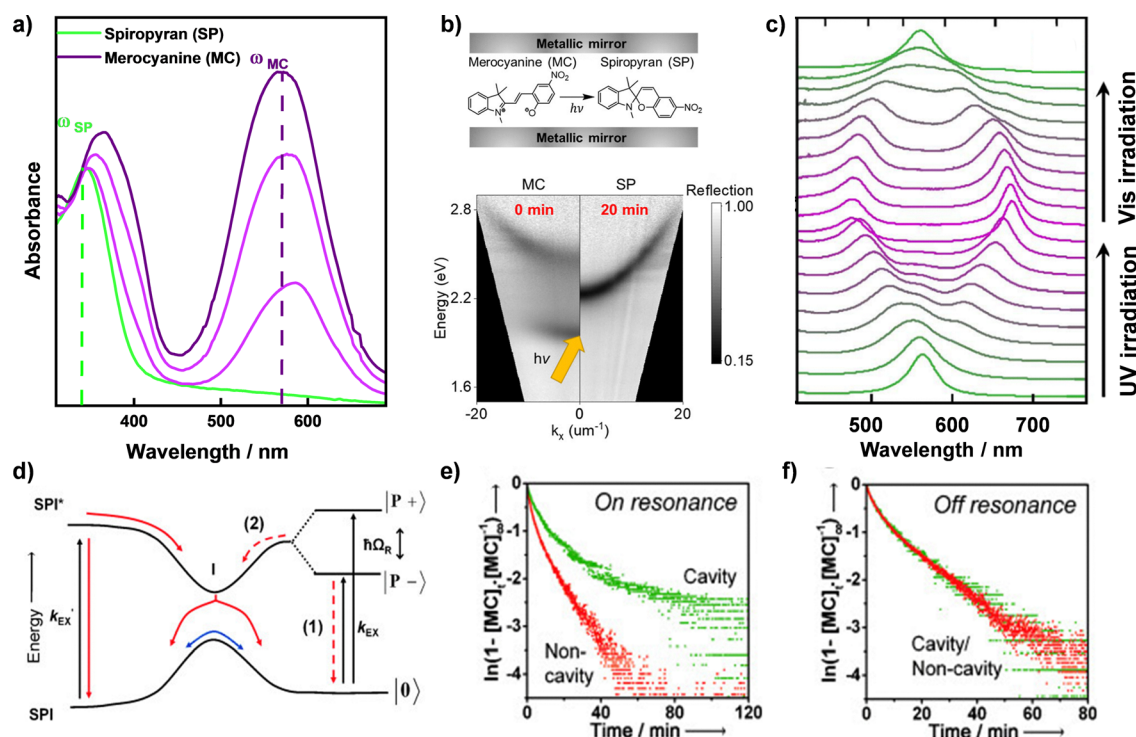 a)
Spiropyran (SP)
Merocyanine (MC)
ω MC
ω SP
Absorbance
400 500 600
Wavelength / nm
b)
Metallic mirror
Merocyanine (MC) Spiropyran (SP)
NO₂
N
O
hν
N O
NO₂
Metallic mirror
MC SP
Reflection
0 min 20 min
1.00
0.15
2.8
2.2
1.6
Energy (eV)
hν
-20 0 20
kₓ (um⁻¹)
c)
Vis irradiation
UV irradiation
500 600 700
Wavelength / nm
d)
SPI*
(2)
|P +⟩
ħΩR
|P −⟩
I
Energy
k'EX
(1)
kEX
SPI
|0⟩
e)
On resonance
0
-1
-2
-3
-4
ln(1- [MC]t.[MC]∞⁻¹)
Cavity
Non-
cavity
0 40 80 120
Time / min
f)
Off resonance
0
-1
-2
-3
-4
ln(1- [MC]t.[MC]∞⁻¹)
Cavity/
Non-cavity
0 20 40 60 80
Time / min